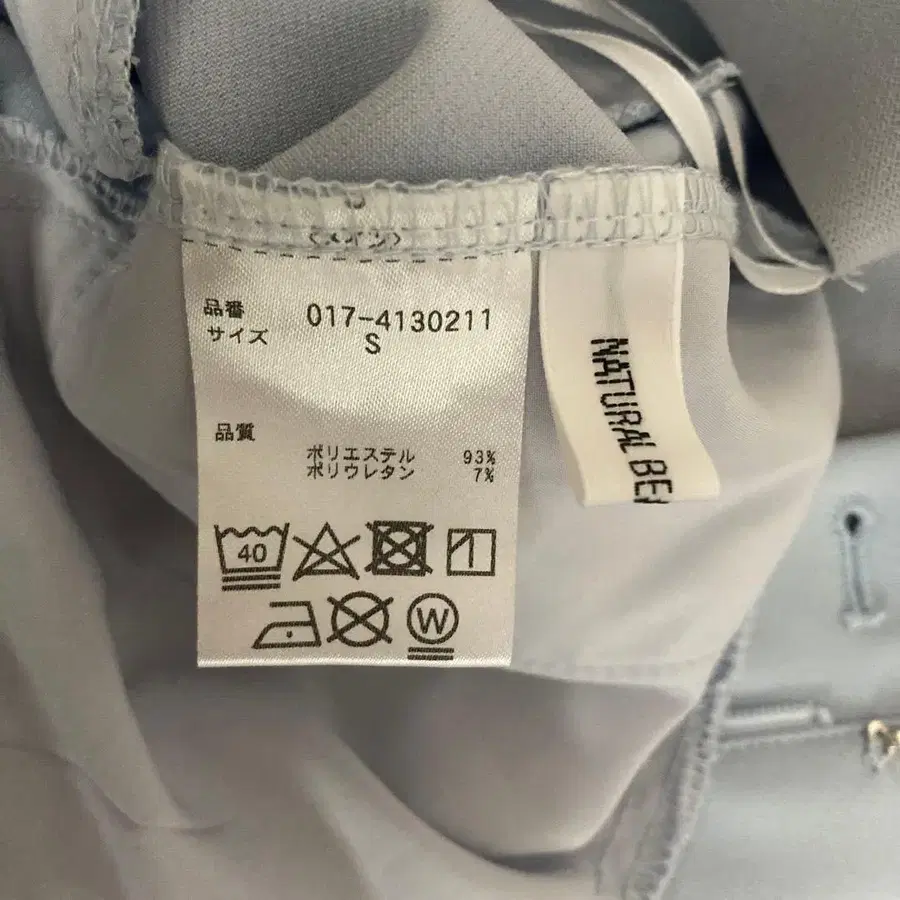 品番 017-4130211
サイズ S
品質
ポリエステル 93%
ポリウレタン 7%
40
W
NATURAL BE